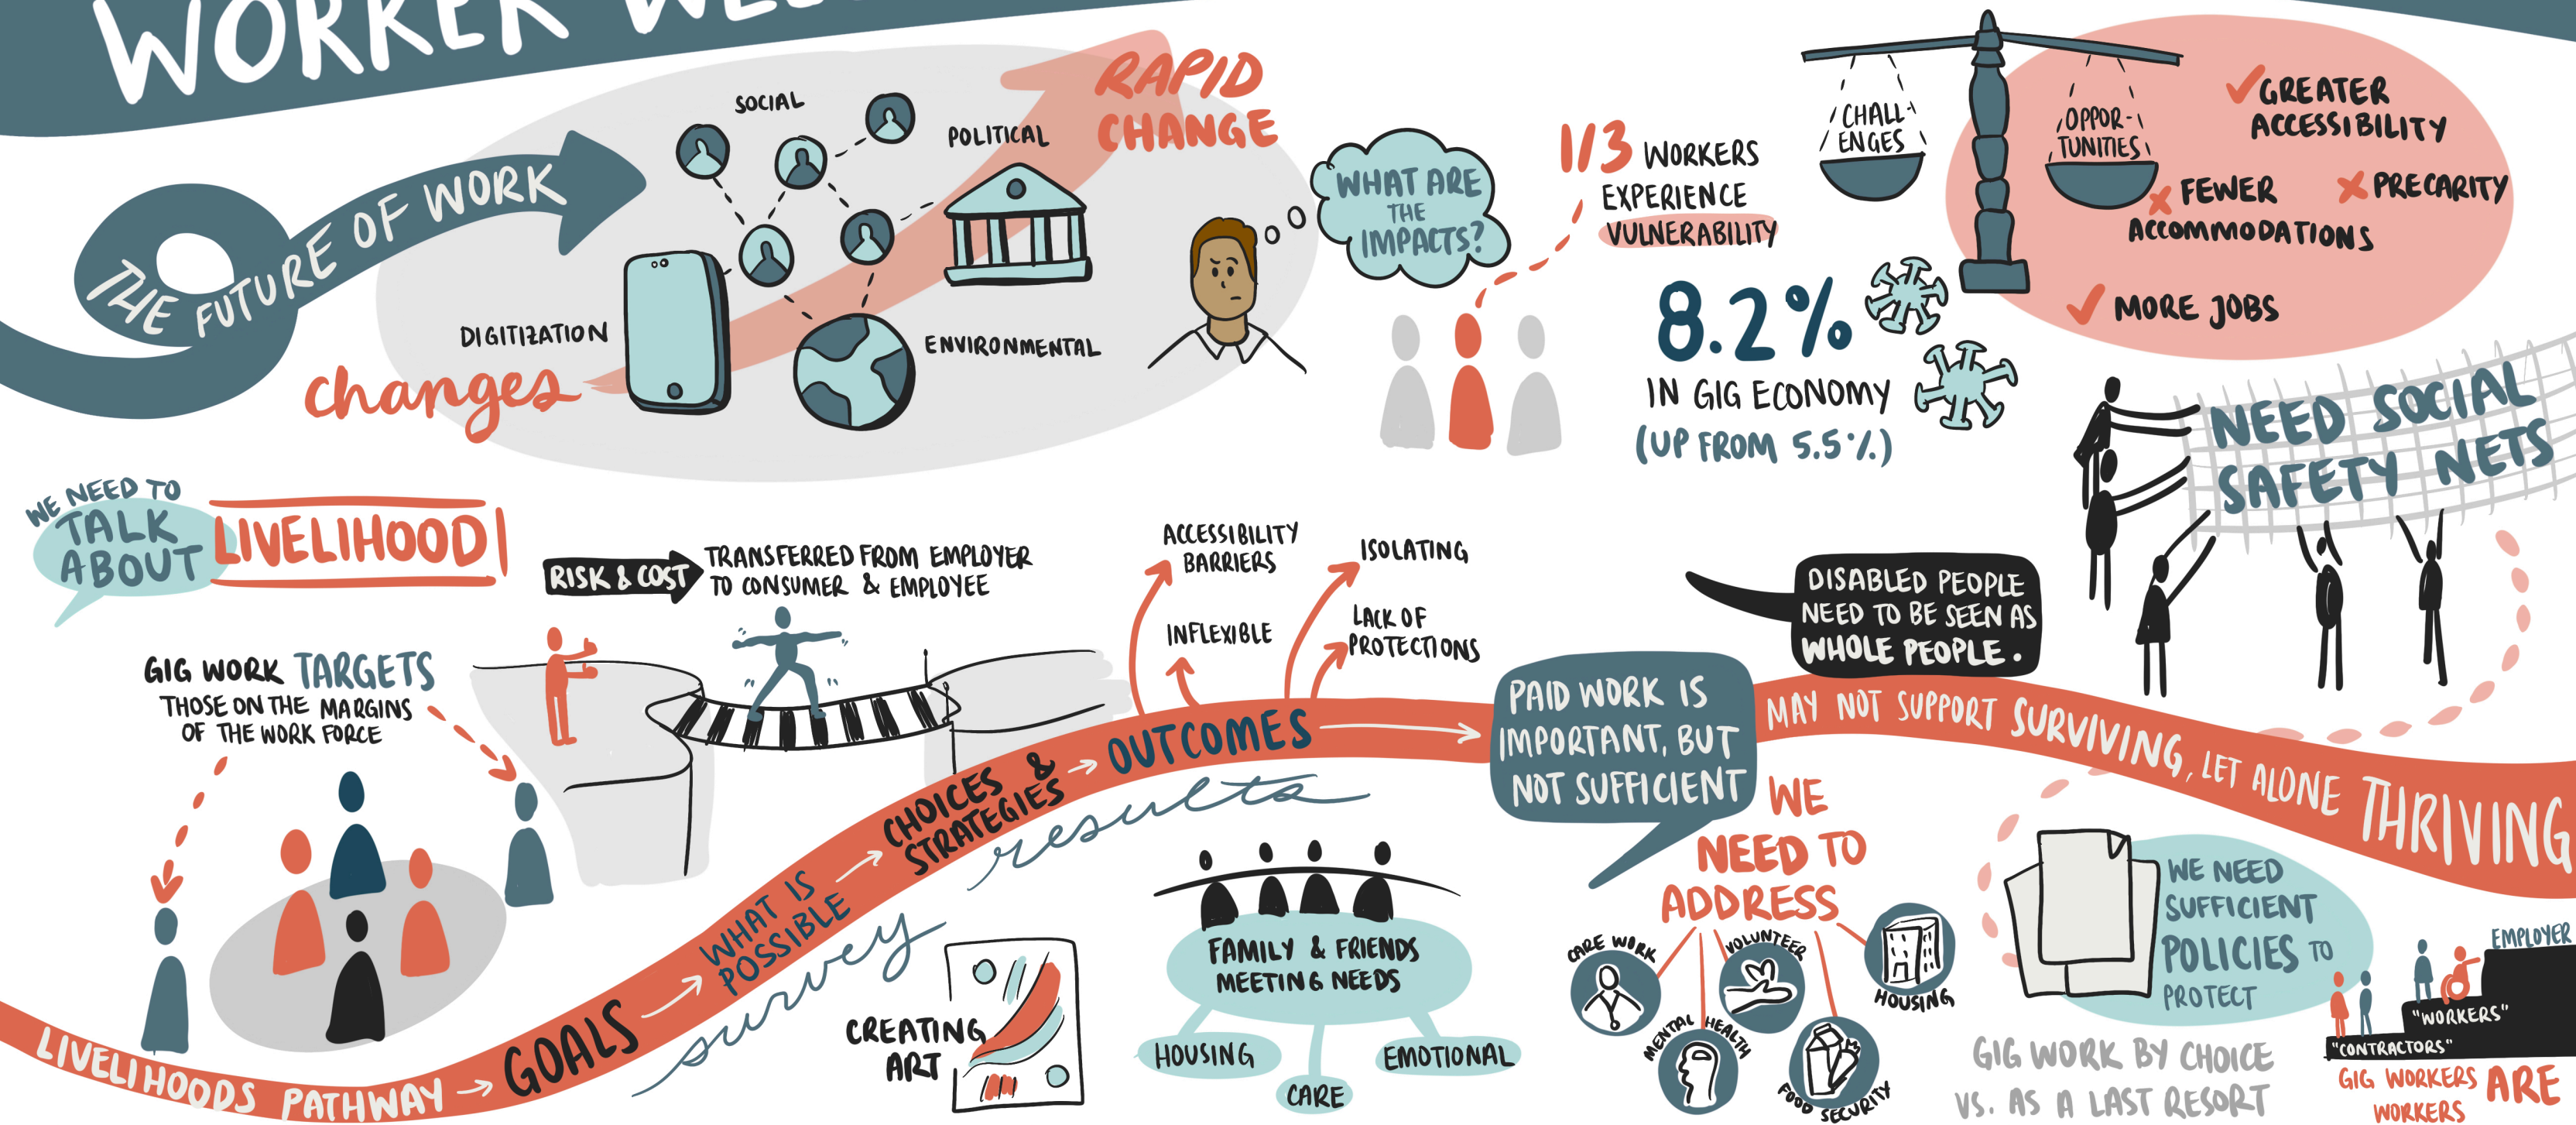 WORKER
THE FUTURE OF WORK
changes
SOCIAL
POLITICAL
DIGITIZATION
ENVIRONMENTAL
RAPID
CHANGE
WHAT ARE
THE
IMPACTS?
1/3 WORKERS
EXPERIENCE
VULNERABILITY
8.2%
IN GIG ECONOMY
(UP FROM 5.5%)
CHALL-
ENGES
OPPOR-
TUNITIES
GREATER
ACCESSIBILITY
FEWER
ACCOMMODATIONS
PRECARITY
MORE JOBS
NEED SOCIAL
SAFETY NETS
WE NEED TO
TALK
ABOUT
LIVELIHOOD
RISK & COST
TRANSFERRED FROM EMPLOYER
TO CONSUMER & EMPLOYEE
GIG WORK TARGETS
THOSE ON THE MARGINS
OF THE WORK FORCE
ACCESSIBILITY
BARRIERS
INFLEXIBLE
ISOLATING
LACK OF
PROTECTIONS
DISABLED PEOPLE
NEED TO BE SEEN AS
WHOLE PEOPLE.
LIVELIHOODS PATHWAY
GOALS
WHAT IS
POSSIBLE
CHOICES &
STRATEGIES
OUTCOMES
survey results
PAID WORK IS
IMPORTANT, BUT
NOT SUFFICIENT
MAY NOT SUPPORT SURVIVING, LET ALONE THRIVING
CREATING
ART
FAMILY & FRIENDS
MEETING NEEDS
HOUSING
CARE
EMOTIONAL
WE
NEED TO
ADDRESS
CARE WORK
MENTAL HEALTH
VOLUNTEER
FOOD SECURITY
HOUSING
WE NEED
SUFFICIENT
POLICIES TO
PROTECT
GIG WORK BY CHOICE
VS. AS A LAST RESORT
EMPLOYER
"WORKERS"
"CONTRACTORS"
GIG WORKERS ARE
WORKERS